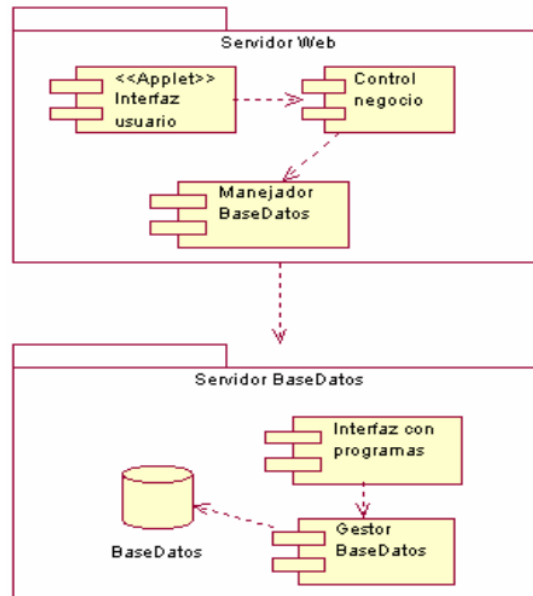 Servidor Web
<<Applet>>
Interfaz
usuario
Control
negocio
Manejador
BaseDatos
Servidor BaseDatos
Interfaz con
programas
Gestor
BaseDatos
BaseDatos